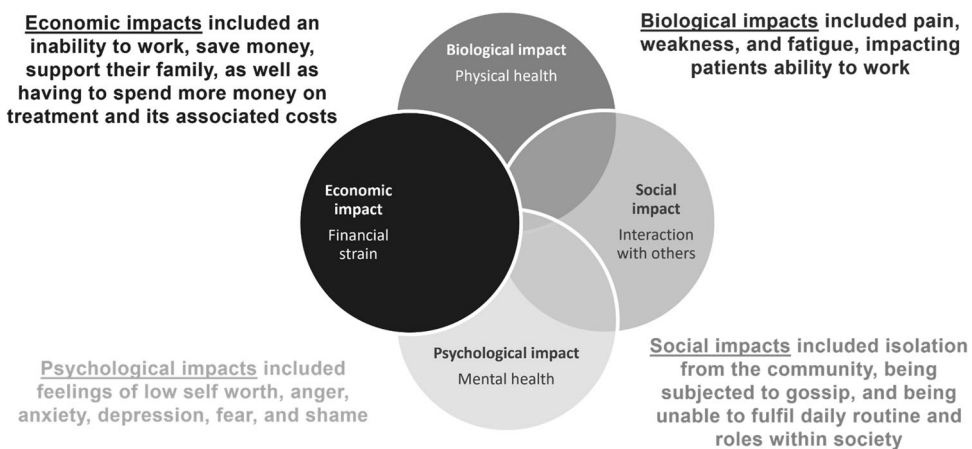 Economic impacts included an
inability to work, save money,
support their family, as well as
having to spend more money on
treatment and its associated costs
Biological impact
Physical health
Biological impacts included pain,
weakness, and fatigue, impacting
patients ability to work
Economic
impact
Financial
strain
Social
impact
Interaction
with others
Psychological impact
Mental health
Psychological impacts included
feelings of low self worth, anger,
anxiety, depression, fear, and shame
Social impacts included isolation
from the community, being
subjected to gossip, and being
unable to fulfil daily routine and
roles within society